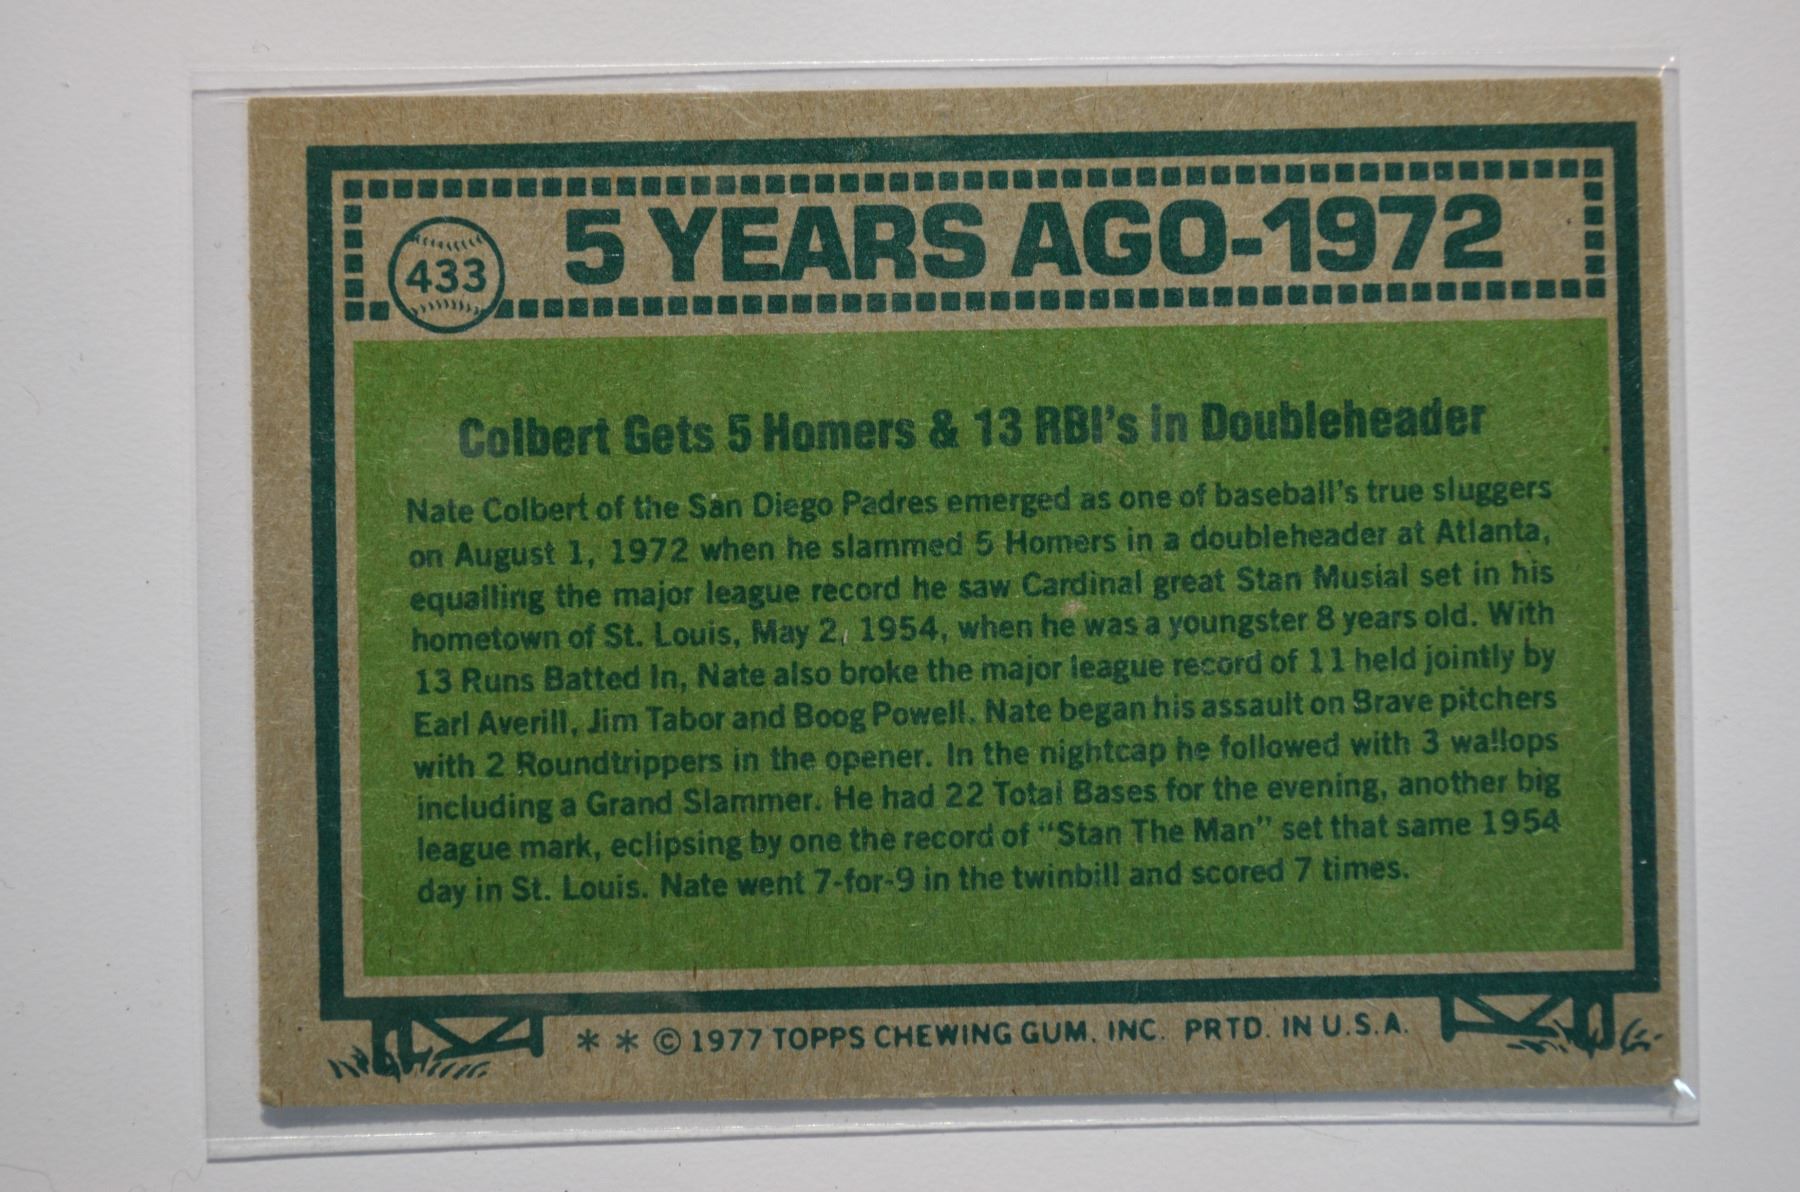 433 5 YEARS AGO-1972
Colbert Gets 5 Homers & 13 RBI's in Doubleheader
Nate Colbert of the San Diego Padres emerged as one of baseball's true sluggers
on August 1, 1972 when he slammed 5 Homers in a doubleheader at Atlanta,
equalling the major league record he saw Cardinal great Stan Musial set in his
hometown of St. Louis, May 2, 1954, when he was a youngster 8 years old. With
13 Runs Batted In, Nate also broke the major league record of 11 held jointly by
Earl Averill, Jim Tabor and Boog Powell. Nate began his assault on Brave pitchers
with 2 Roundtrippers in the opener. In the nightcap he followed with 3 wallops
including a Grand Slammer. He had 22 Total Bases for the evening, another big
league mark, eclipsing by one the record of "Stan The Man" set that same 1954
day in St. Louis. Nate went 7-for-9 in the twinbill and scored 7 times.
* * © 1977 TOPPS CHEWING GUM, INC. PRTD. IN U.S.A.